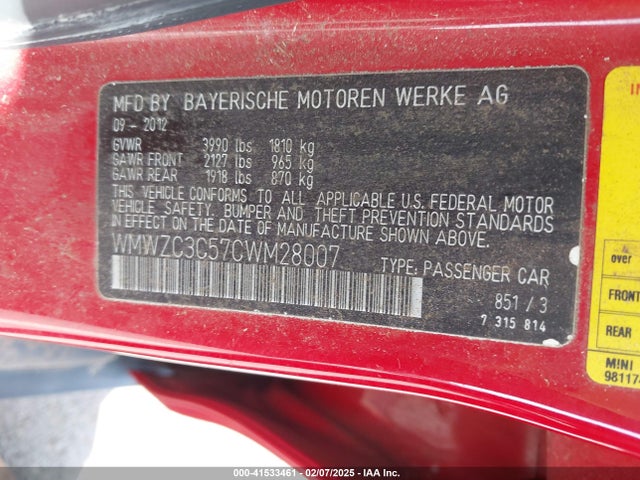 MFD BY BAYERISCHE MOTOREN WERKE AG
09-2012
GVWR 3990 lbs 1810 kg
GAWR FRONT 2127 lbs 965 kg
GAWR REAR 1918 lbs 870 kg
THIS VEHICLE CONFORMS TO ALL APPLICABLE U.S. FEDERAL MOTOR
VEHICLE, SAFETY, BUMPER, AND THEFT PREVENTION STANDARDS
IN EFFECT ON THE DATE OF MANUFACTURE SHOWN ABOVE.
WMWZC3C57CWM28007
TYPE: PASSENGER CAR
851 / 3
7 315 814
over
FRONT
REAR
MINI
000-41533461 - 02/07/2025 - IAA Inc.